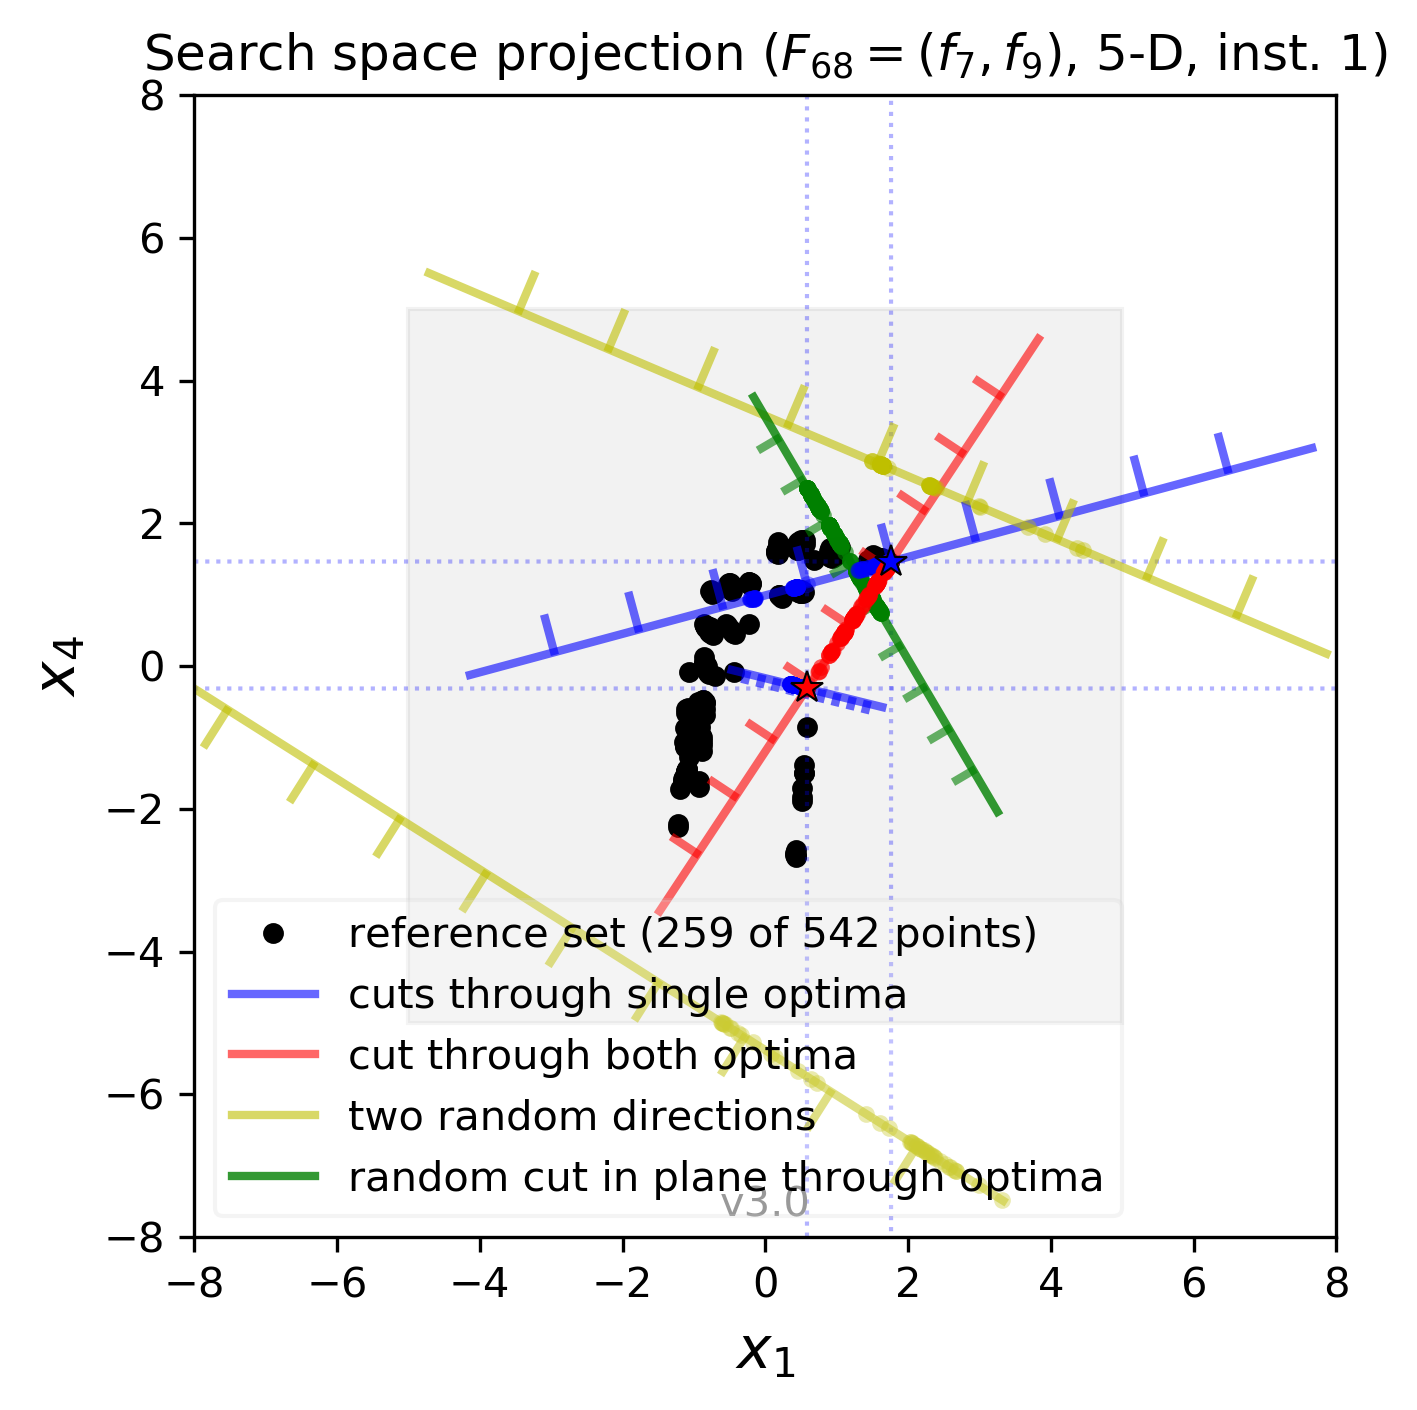 Search space projection (F₆₈ = (f₇, f₉), 5-D, inst. 1)
8
6
4
2
0
−2
−4
−6
−8
x₄
reference set (259 of 542 points)
cuts through single optima
cut through both optima
two random directions
random cut in plane through optima
v3.0
−8 −6 −4 −2 0 2 4 6 8
x₁